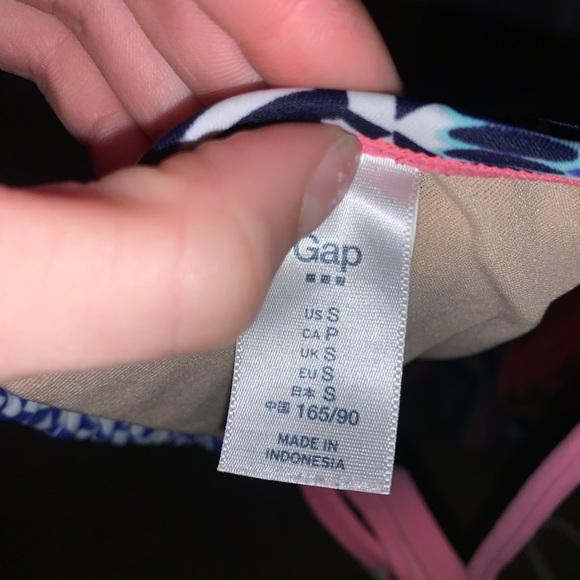 Gap
US S
CA P
UK S
EU S
日本 S
中国 165/90
MADE IN
INDONESIA